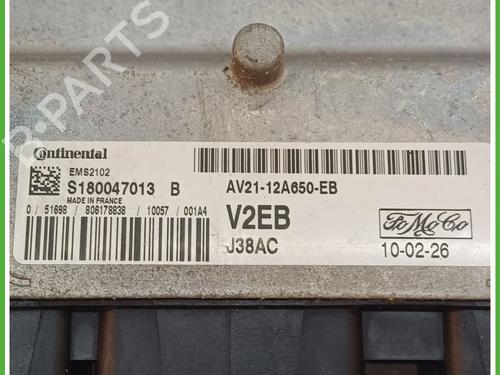 B-PARTS
Continental
EMS2102
S180047013 B
MADE IN FRANCE
0 / 51698 / 806178838 / 10057 / 001A4
AV21-12A650-EB
V2EB
J38AC
FoMoCo
10-02-26